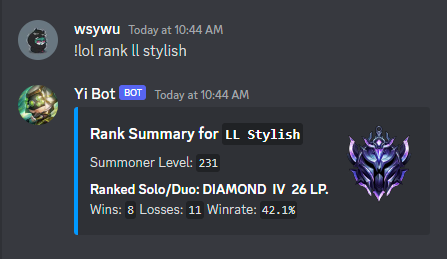 wsywu Today at 10:44 AM
!lol rank ll stylish
Yi Bot BOT Today at 10:44 AM
Rank Summary for LL Stylish
Summoner Level: 231
Ranked Solo/Duo: DIAMOND IV 26 LP.
Wins: 8 Losses: 11 Winrate: 42.1%